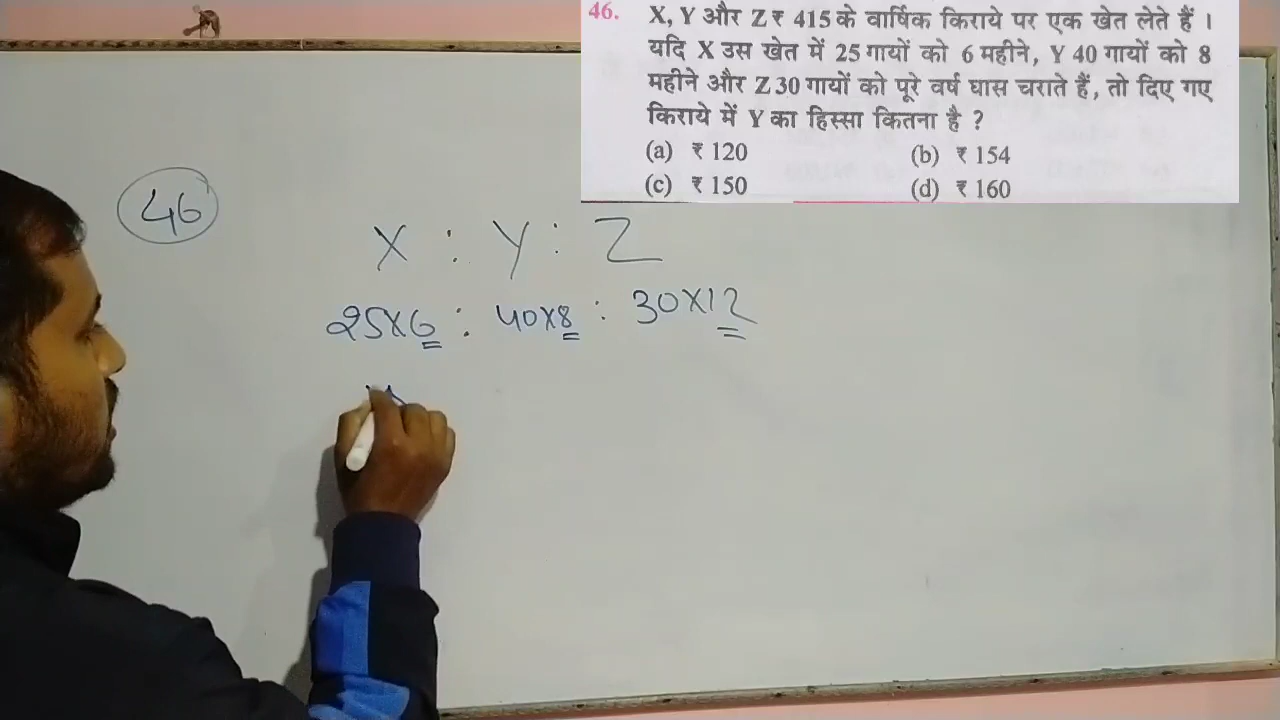 46. X, Y और Z ₹ 415 के वार्षिक किराये पर एक खेत लेते हैं ।
यदि X उस खेत में 25 गायों को 6 महीने, Y 40 गायों को 8
महीने और Z 30 गायों को पूरे वर्ष घास चराते हैं, तो दिए गए
किराये में Y का हिस्सा कितना है ?
(a) ₹ 120 (b) ₹ 154
(c) ₹ 150 (d) ₹ 160
46
X : Y : Z
25X6 : 40X8 : 30X12